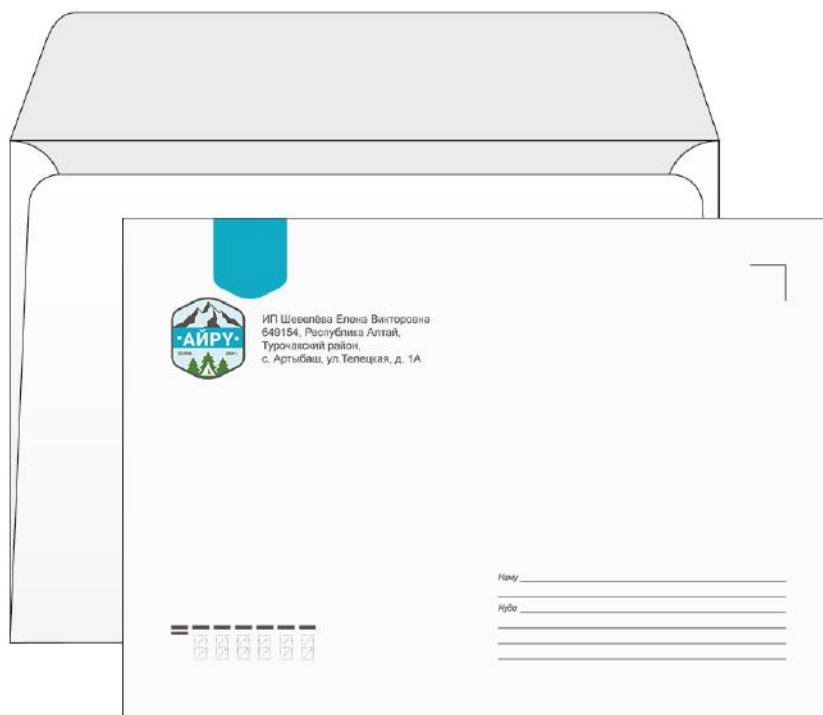 ·АЙРУ·
ИП Шевелёва Елена Викторовна
649154, Республика Алтай,
Турочакский район,
с. Артыбаш, ул.Телецкая, д. 1А
Кому
Куда